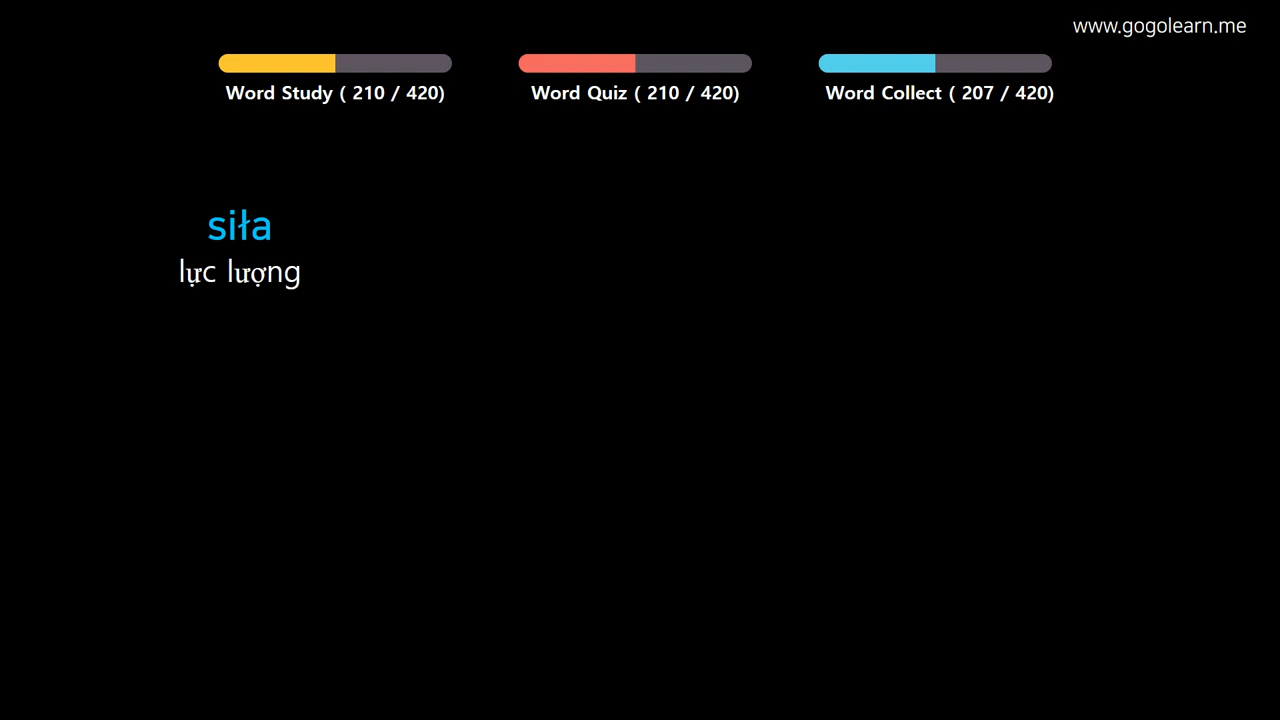 www.gogolearn.me
Word Study ( 210 / 420)
Word Quiz ( 210 / 420)
Word Collect ( 207 / 420)
siła
lực lượng